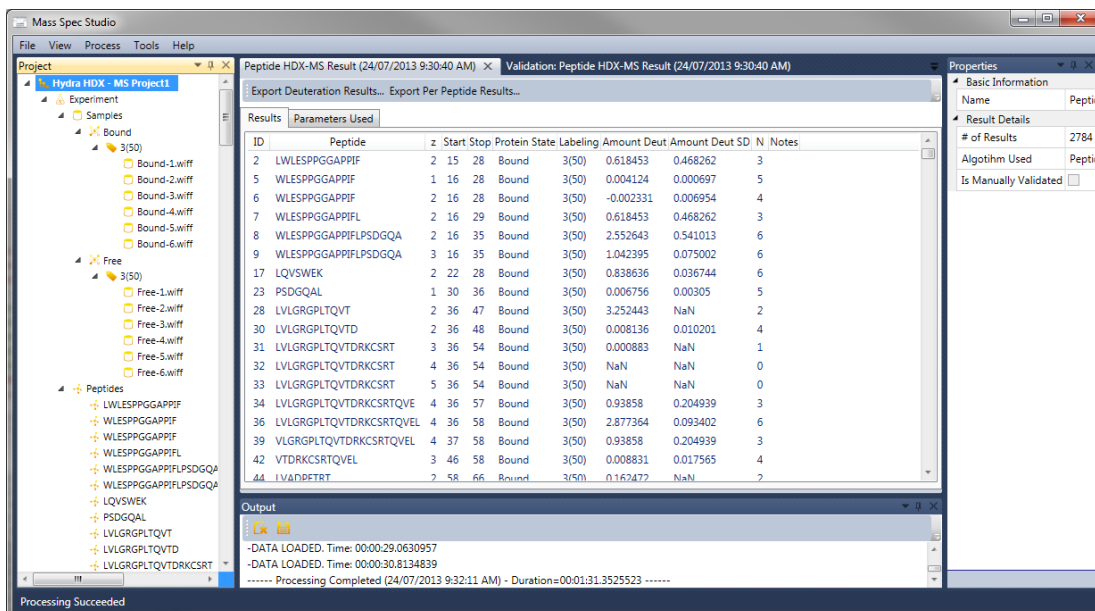 Mass Spec Studio
File View Process Tools Help
Project
Hydra HDX - MS Project1
Experiment
Samples
Bound
3(50)
Bound-1.wiff
Bound-2.wiff
Bound-3.wiff
Bound-4.wiff
Bound-5.wiff
Bound-6.wiff
Free
3(50)
Free-1.wiff
Free-2.wiff
Free-3.wiff
Free-4.wiff
Free-5.wiff
Free-6.wiff
Peptides
LWLESPPGGAPPIF
WLESPPGGAPPIF
WLESPPGGAPPIF
WLESPPGGAPPIFL
WLESPPGGAPPIFLPSDGQA
WLESPPGGAPPIFLPSDGQA
LQVSWEK
PSDGQAL
LVLGRGPLTQVT
LVLGRGPLTQVTD
LVLGRGPLTQVTDRKCSRT
Peptide HDX-MS Result (24/07/2013 9:30:40 AM) Validation: Peptide HDX-MS Result (24/07/2013 9:30:40 AM)
Export Deuteration Results... Export Per Peptide Results...
Results Parameters Used
ID Peptide z Start Stop Protein State Labeling Amount Deut Amount Deut SD N Notes
2 LWLESPPGGAPPIF 2 15 28 Bound 3(50) 0.618453 0.468262 3
5 WLESPPGGAPPIF 1 16 28 Bound 3(50) 0.004124 0.000697 5
6 WLESPPGGAPPIF 2 16 28 Bound 3(50) -0.002331 0.006954 4
7 WLESPPGGAPPIFL 2 16 29 Bound 3(50) 0.618453 0.468262 3
8 WLESPPGGAPPIFLPSDGQA 2 16 35 Bound 3(50) 2.552643 0.541013 6
9 WLESPPGGAPPIFLPSDGQA 3 16 35 Bound 3(50) 1.042395 0.075002 6
17 LQVSWEK 2 22 28 Bound 3(50) 0.838636 0.036744 6
23 PSDGQAL 1 30 36 Bound 3(50) 0.006756 0.00305 5
28 LVLGRGPLTQVT 2 36 47 Bound 3(50) 3.252443 NaN 2
30 LVLGRGPLTQVTD 2 36 48 Bound 3(50) 0.008136 0.010201 4
31 LVLGRGPLTQVTDRKCSRT 3 36 54 Bound 3(50) 0.000883 NaN 1
32 LVLGRGPLTQVTDRKCSRT 4 36 54 Bound 3(50) NaN NaN 0
33 LVLGRGPLTQVTDRKCSRT 5 36 54 Bound 3(50) NaN NaN 0
34 LVLGRGPLTQVTDRKCSRTQVE 4 36 57 Bound 3(50) 0.93858 0.204939 3
36 LVLGRGPLTQVTDRKCSRTQVEL 4 36 58 Bound 3(50) 2.877364 0.093402 6
39 VLGRGPLTQVTDRKCSRTQVEL 4 37 58 Bound 3(50) 0.93858 0.204939 3
42 VTDRKCSRTQVEL 3 46 58 Bound 3(50) 0.008831 0.017565 4
44 LVADPETRT 2 58 66 Bound 3(50) 0.162472 NaN 2
Output
-DATA LOADED. Time: 00:00:29.0630957
-DATA LOADED. Time: 00:00:30.8134839
------ Processing Completed (24/07/2013 9:32:11 AM) - Duration=00:01:31.3525523 ------
Properties
Basic Information
Name Pepti
Result Details
# of Results 2784
Algotihm Used Pepti
Is Manually Validated
Processing Succeeded